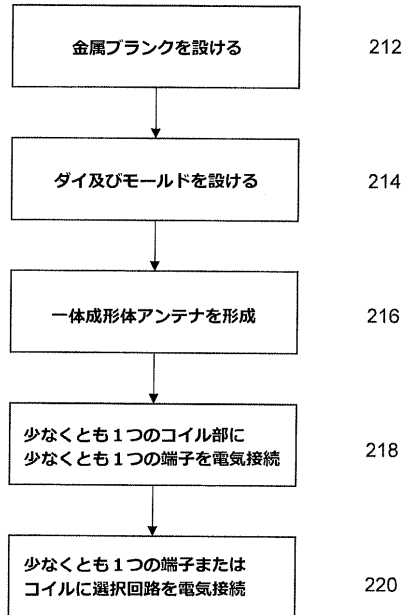 金属ブランクを設ける
212
ダイ及びモールドを設ける
214
一体成形体アンテナを形成
216
少なくとも１つのコイル部に
少なくとも１つの端子を電気接続
218
少なくとも１つの端子または
コイルに選択回路を電気接続
220